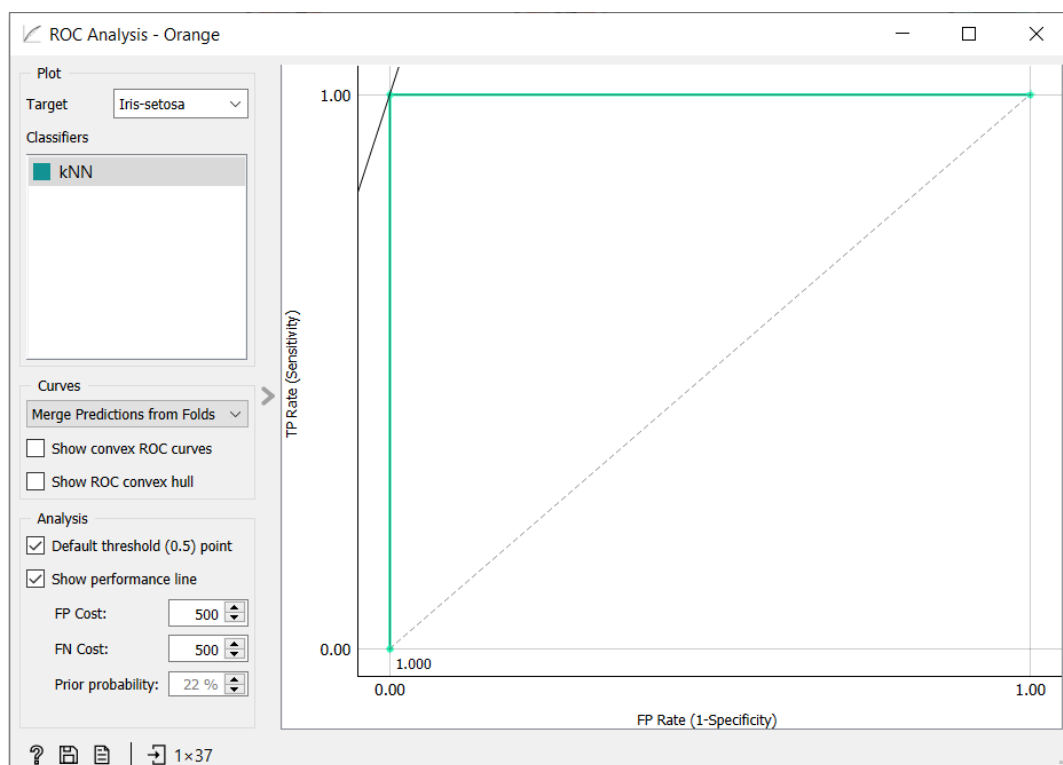 ROC Analysis - Orange
Plot
Target
Iris-setosa
Classifiers
kNN
Curves
Merge Predictions from Folds
Show convex ROC curves
Show ROC convex hull
Analysis
Default threshold (0.5) point
Show performance line
FP Cost:
500
FN Cost:
500
Prior probability:
22 %
1×37
TP Rate (Sensitivity)
1.00
0.00
1.000
0.00
1.00
FP Rate (1-Specificity)